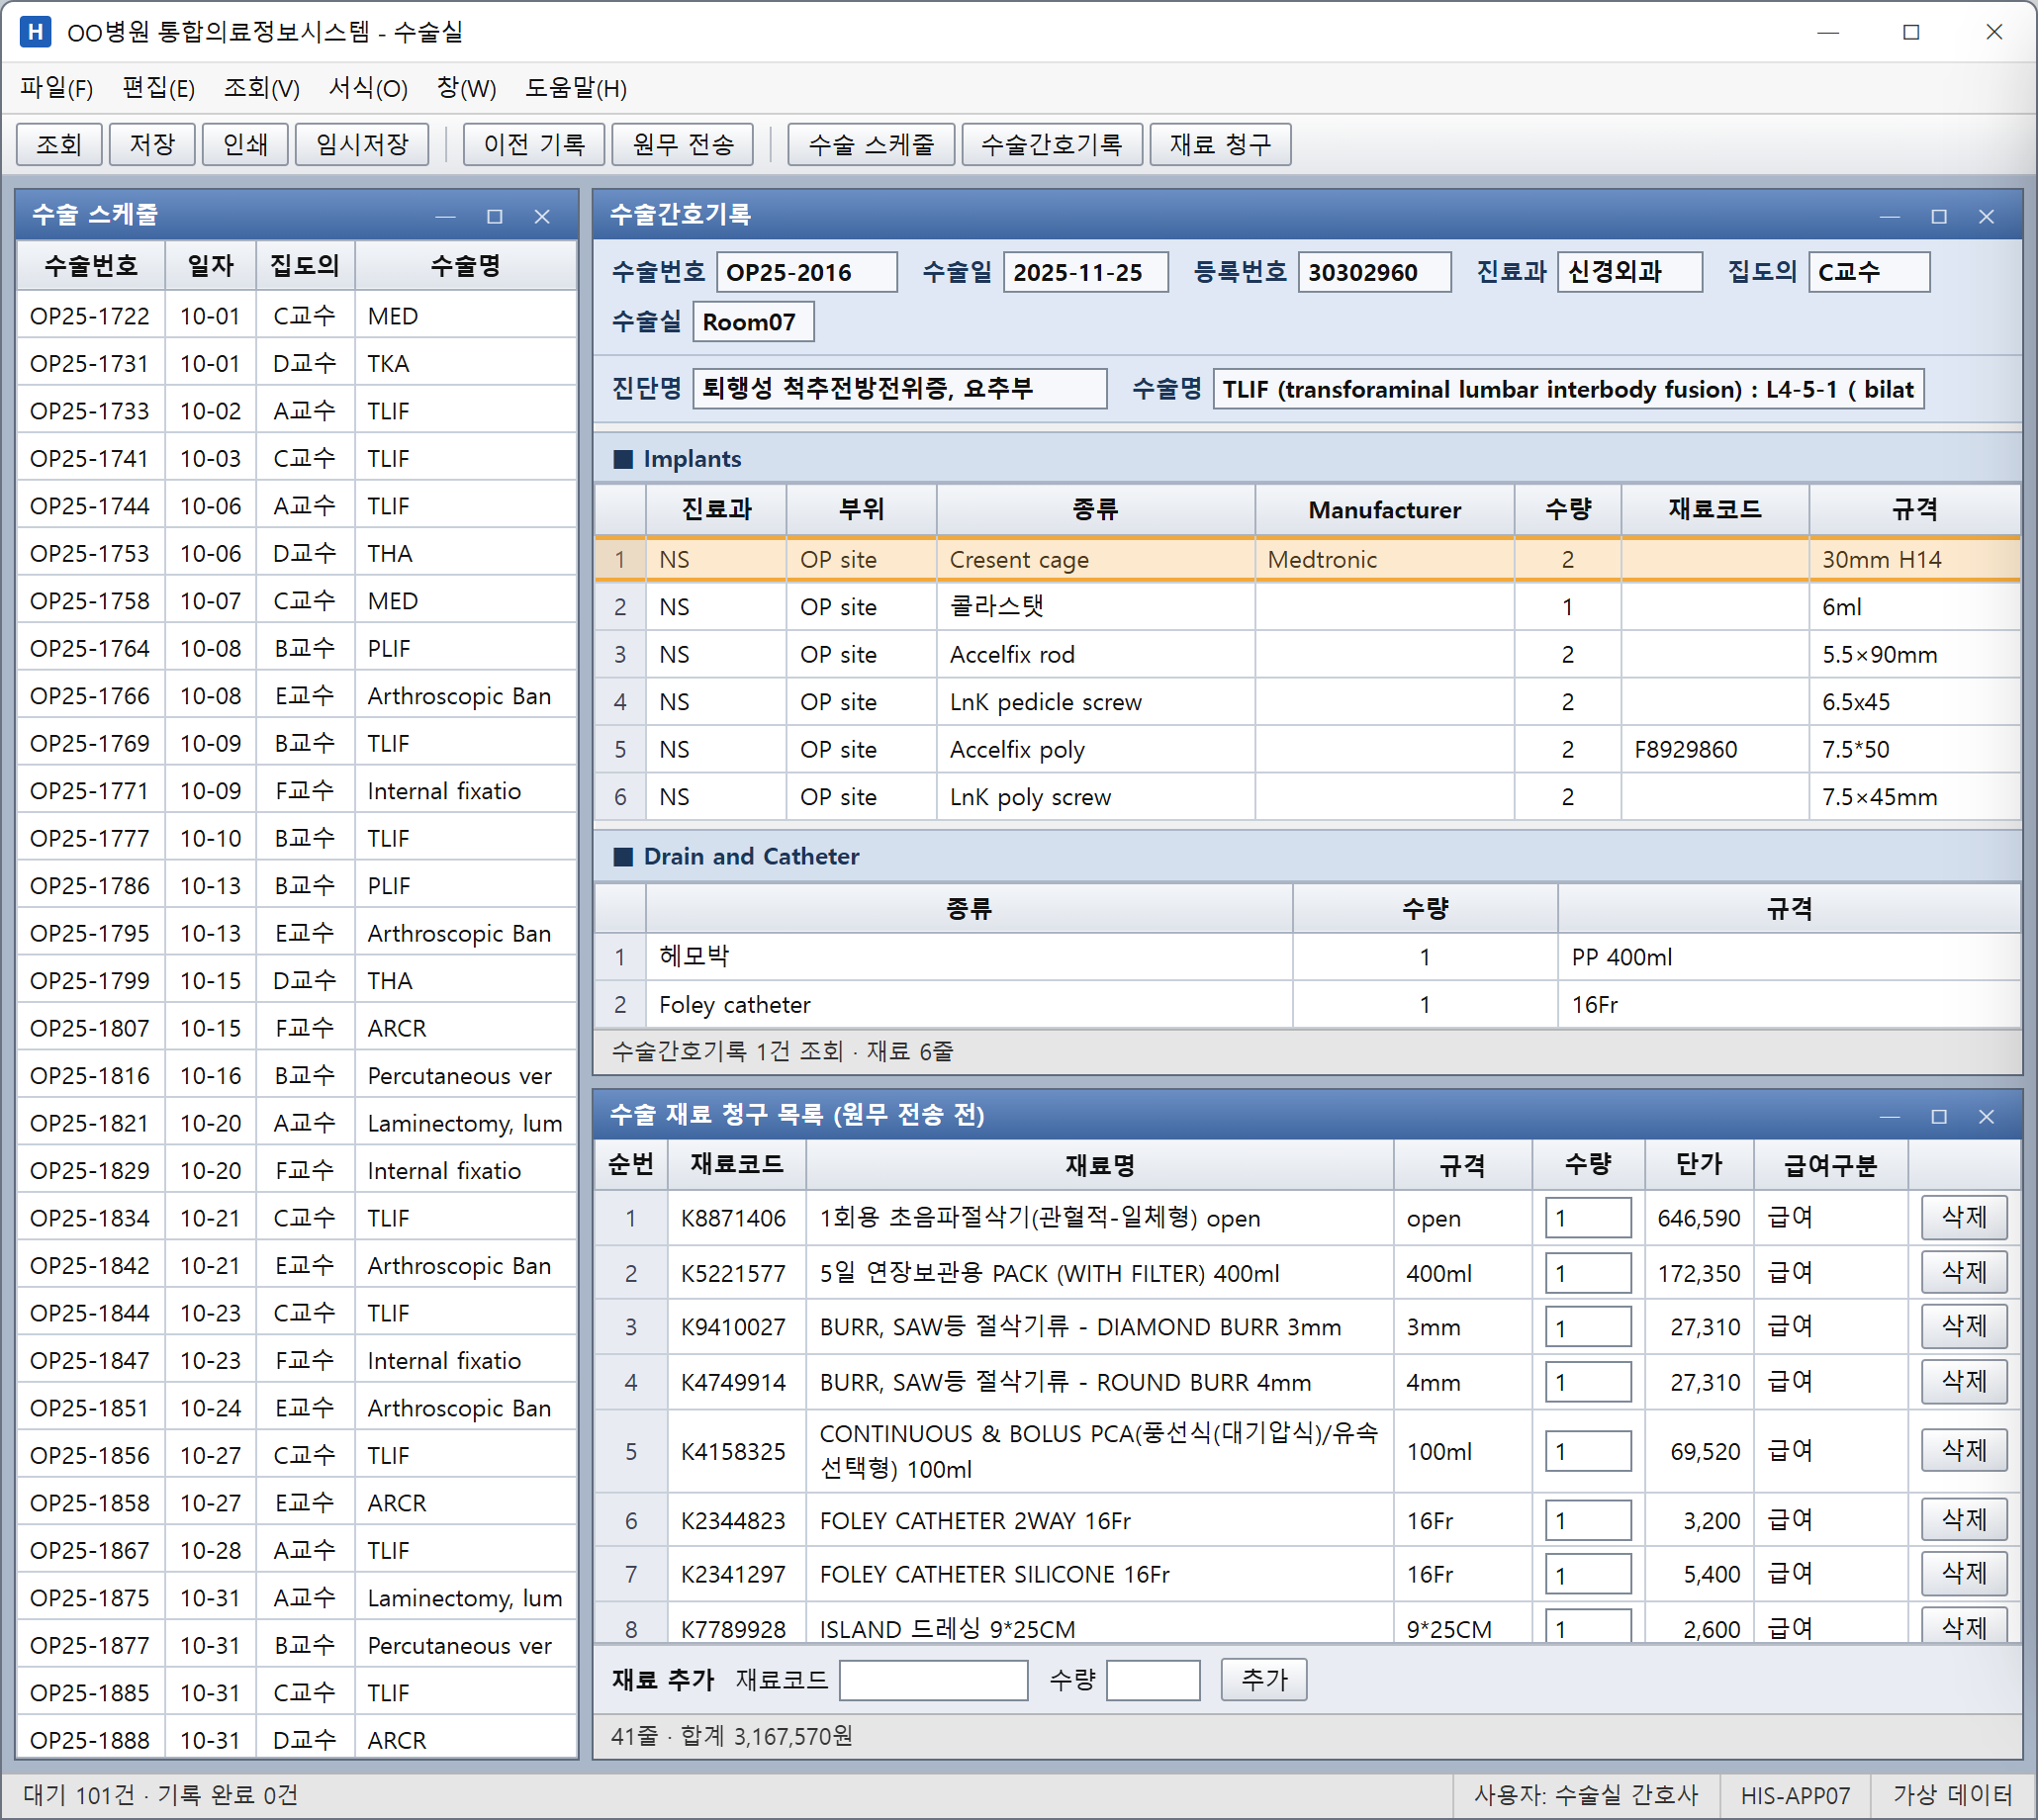 H OO병원 통합의료정보시스템 - 수술실
파일(F) 편집(E) 조회(V) 서식(O) 창(W) 도움말(H)
조회 저장 인쇄 임시저장 이전 기록 원무 전송 수술 스케줄 수술간호기록 재료 청구
수술 스케줄
수술번호 일자 집도의 수술명
OP25-1722 10-01 C교수 MED
OP25-1731 10-01 D교수 TKA
OP25-1733 10-02 A교수 TLIF
OP25-1741 10-03 C교수 TLIF
OP25-1744 10-06 A교수 TLIF
OP25-1753 10-06 D교수 THA
OP25-1758 10-07 C교수 MED
OP25-1764 10-08 B교수 PLIF
OP25-1766 10-08 E교수 Arthroscopic Ban
OP25-1769 10-09 B교수 TLIF
OP25-1771 10-09 F교수 Internal fixatio
OP25-1777 10-10 B교수 TLIF
OP25-1786 10-13 B교수 PLIF
OP25-1795 10-13 E교수 Arthroscopic Ban
OP25-1799 10-15 D교수 THA
OP25-1807 10-15 F교수 ARCR
OP25-1816 10-16 B교수 Percutaneous ver
OP25-1821 10-20 A교수 Laminectomy, lum
OP25-1829 10-20 F교수 Internal fixatio
OP25-1834 10-21 C교수 TLIF
OP25-1842 10-21 E교수 Arthroscopic Ban
OP25-1844 10-23 C교수 TLIF
OP25-1847 10-23 F교수 Internal fixatio
OP25-1851 10-24 E교수 Arthroscopic Ban
OP25-1856 10-27 C교수 TLIF
OP25-1858 10-27 E교수 ARCR
OP25-1867 10-28 A교수 TLIF
OP25-1875 10-31 A교수 Laminectomy, lum
OP25-1877 10-31 B교수 Percutaneous ver
OP25-1885 10-31 C교수 TLIF
OP25-1888 10-31 D교수 ARCR
수술간호기록
수술번호 OP25-2016 수술일 2025-11-25 등록번호 30302960 진료과 신경외과 집도의 C교수
수술실 Room07
진단명 퇴행성 척추전방전위증, 요추부 수술명 TLIF (transforaminal lumbar interbody fusion) : L4-5-1 ( bilat
■ Implants
진료과 부위 종류 Manufacturer 수량 재료코드 규격
1 NS OP site Cresent cage Medtronic 2 30mm H14
2 NS OP site 콜라스탯 1 6ml
3 NS OP site Accelfix rod 2 5.5×90mm
4 NS OP site LnK pedicle screw 2 6.5x45
5 NS OP site Accelfix poly 2 F8929860 7.5*50
6 NS OP site LnK poly screw 2 7.5×45mm
■ Drain and Catheter
종류 수량 규격
1 헤모박 1 PP 400ml
2 Foley catheter 1 16Fr
수술간호기록 1건 조회 · 재료 6줄
수술 재료 청구 목록 (원무 전송 전)
순번 재료코드 재료명 규격 수량 단가 급여구분
1 K8871406 1회용 초음파절삭기(관혈적-일체형) open open 1 646,590 급여 삭제
2 K5221577 5일 연장보관용 PACK (WITH FILTER) 400ml 400ml 1 172,350 급여 삭제
3 K9410027 BURR, SAW등 절삭기류 - DIAMOND BURR 3mm 3mm 1 27,310 급여 삭제
4 K4749914 BURR, SAW등 절삭기류 - ROUND BURR 4mm 4mm 1 27,310 급여 삭제
5 K4158325 CONTINUOUS & BOLUS PCA(풍선식(대기압식)/유속
선택형) 100ml 100ml 1 69,520 급여 삭제
6 K2344823 FOLEY CATHETER 2WAY 16Fr 16Fr 1 3,200 급여 삭제
7 K2341297 FOLEY CATHETER SILICONE 16Fr 16Fr 1 5,400 급여 삭제
8 K7789928 ISLAND 드레싱 9*25CM 9*25CM 1 2,600 급여 삭제
재료 추가 재료코드 수량 추가
41줄 · 합계 3,167,570원
대기 101건 · 기록 완료 0건 사용자: 수술실 간호사 HIS-APP07 가상 데이터